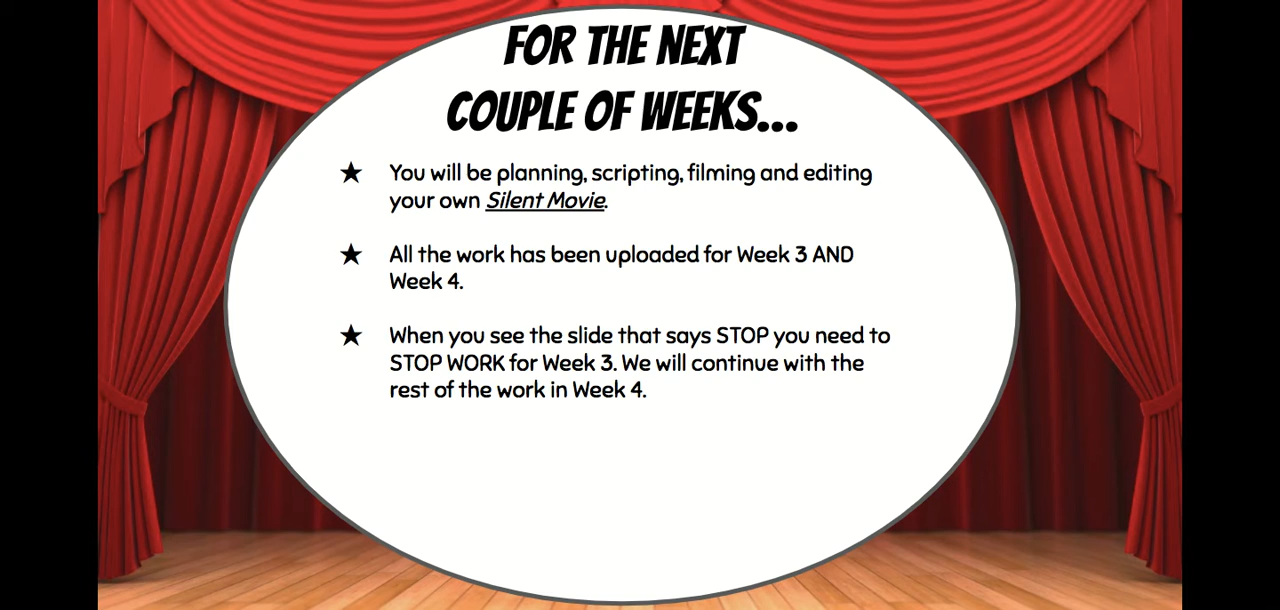 FOR THE NEXT
COUPLE OF WEEKS...
★ You will be planning, scripting, filming and editing
your own Silent Movie.
★ All the work has been uploaded for Week 3 AND
Week 4.
★ When you see the slide that says STOP you need to
STOP WORK for Week 3. We will continue with the
rest of the work in Week 4.